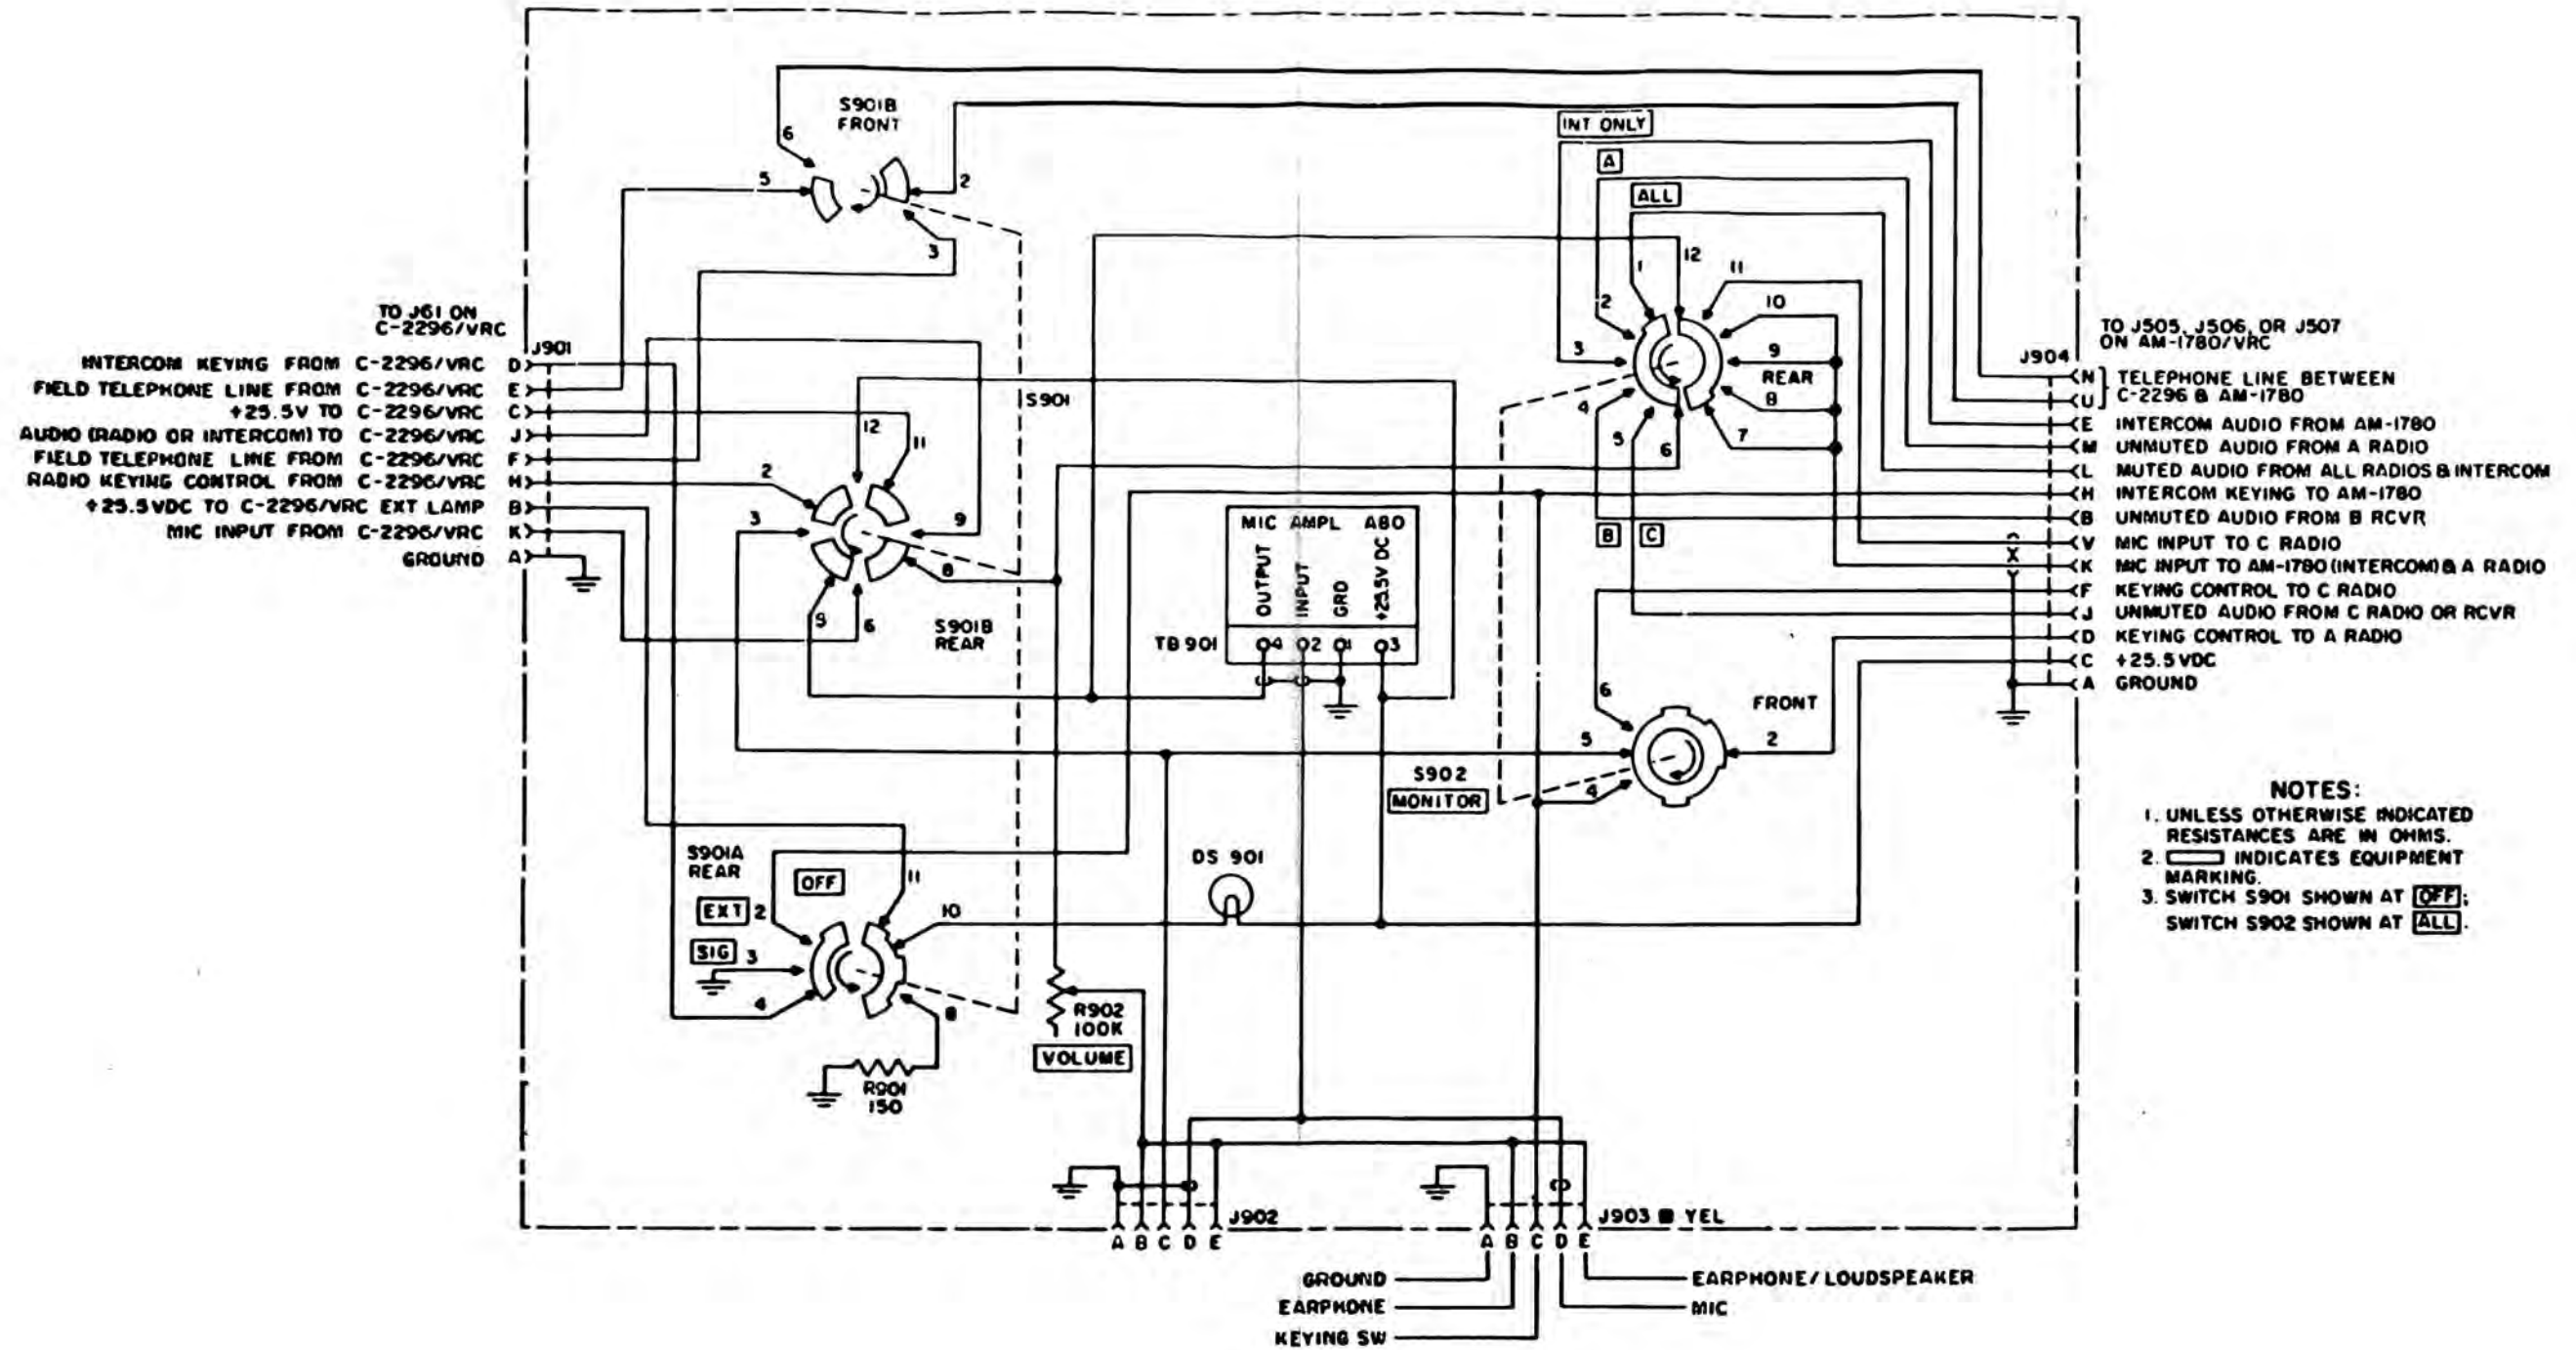 S901B
FRONT
6
5
2
3
INT ONLY
A
ALL
12
11
1
2
10
3
9
REAR
4
8
5
6
7
B
C
TO J61 ON
C-2296/VRC
J901
INTERCOM KEYING FROM C-2296/VRC D
FIELD TELEPHONE LINE FROM C-2296/VRC E
+25.5V TO C-2296/VRC C
AUDIO (RADIO OR INTERCOM) TO C-2296/VRC J
FIELD TELEPHONE LINE FROM C-2296/VRC F
RADIO KEYING CONTROL FROM C-2296/VRC H
+25.5VDC TO C-2296/VRC EXT LAMP B
MIC INPUT FROM C-2296/VRC K
GROUND A
S901
12
11
2
3
9
8
9
6
S901B
REAR
MIC AMPL A80
OUTPUT
INPUT
GRD
+25.5V DC
TB 901
4 2 1 3
TO J505, J506, OR J507
ON AM-1780/VRC
J904
N TELEPHONE LINE BETWEEN
U C-2296 & AM-1780
E INTERCOM AUDIO FROM AM-1780
M UNMUTED AUDIO FROM A RADIO
L MUTED AUDIO FROM ALL RADIOS & INTERCOM
H INTERCOM KEYING TO AM-1780
B UNMUTED AUDIO FROM B RCVR
V MIC INPUT TO C RADIO
K MIC INPUT TO AM-1780 (INTERCOM) & A RADIO
F KEYING CONTROL TO C RADIO
J UNMUTED AUDIO FROM C RADIO OR RCVR
D KEYING CONTROL TO A RADIO
C +25.5VDC
A GROUND
6
FRONT
5
2
4
S902
MONITOR
S901A
REAR
OFF
EXT 2
SIG 3
4
11
10
8
DS 901
R901
150
R902
100K
VOLUME
NOTES:
1. UNLESS OTHERWISE INDICATED
RESISTANCES ARE IN OHMS.
2. INDICATES EQUIPMENT
MARKING.
3. SWITCH S901 SHOWN AT OFF;
SWITCH S902 SHOWN AT ALL.
J902
A B C D E
J903 YEL
A B C D E
GROUND
EARPHONE
KEYING SW
EARPHONE/LOUDSPEAKER
MIC